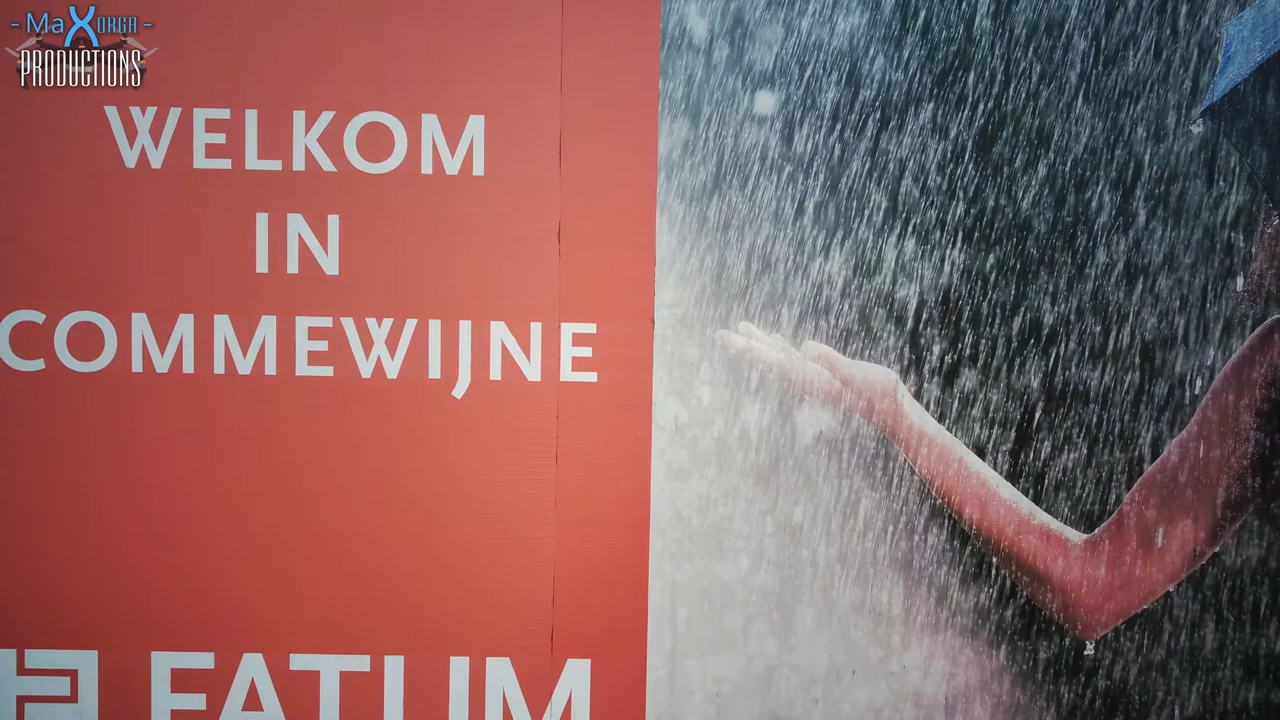 - MaXORGA -
PRODUCTIONS
WELKOM
IN
COMMEWIJNE
FATUM